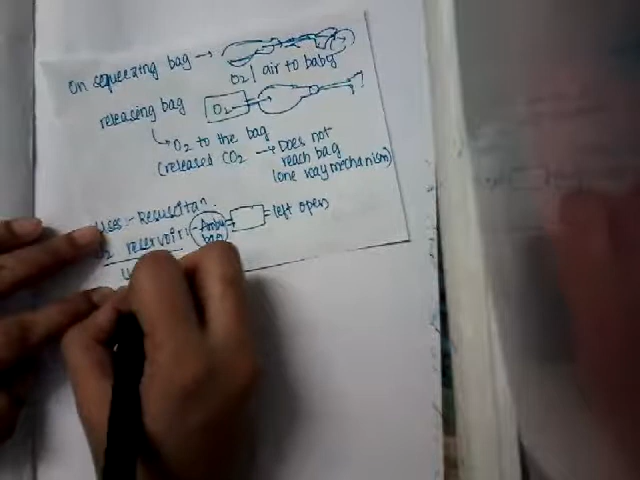 On squeezing bag →
O2 | air to baby
releasing bag O2
↳ O2 to the bag
(released CO2 → Does not
reach bag
(one way mechanism)
Uses :- Resuscitan.
O2 reservoir: Ambu bag left open